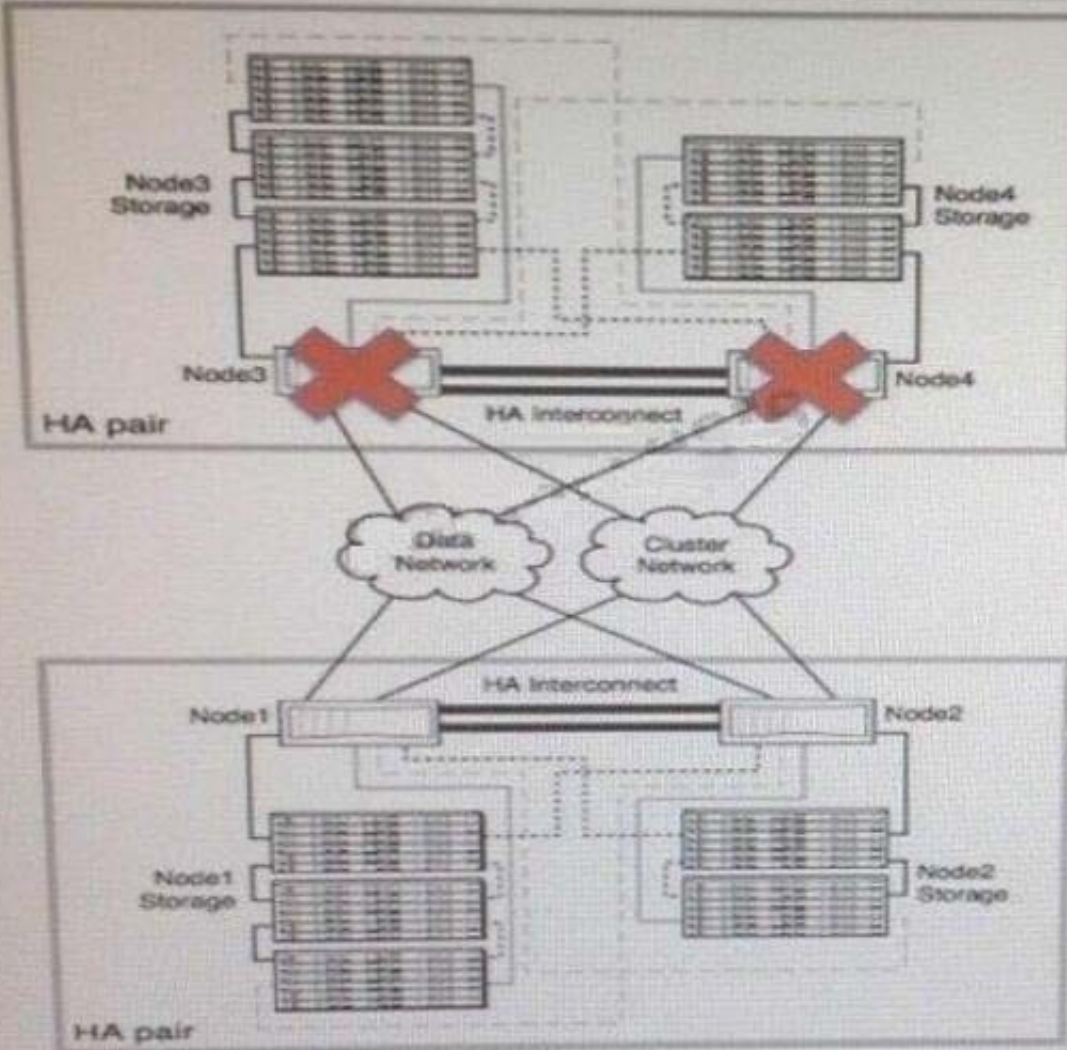 Node3
Storage
Node4
Storage
Node3
Node4
HA Interconnect
HA pair
Data
Network
Cluster
Network
HA Interconnect
Node1
Node2
Node1
Storage
Node2
Storage
HA pair